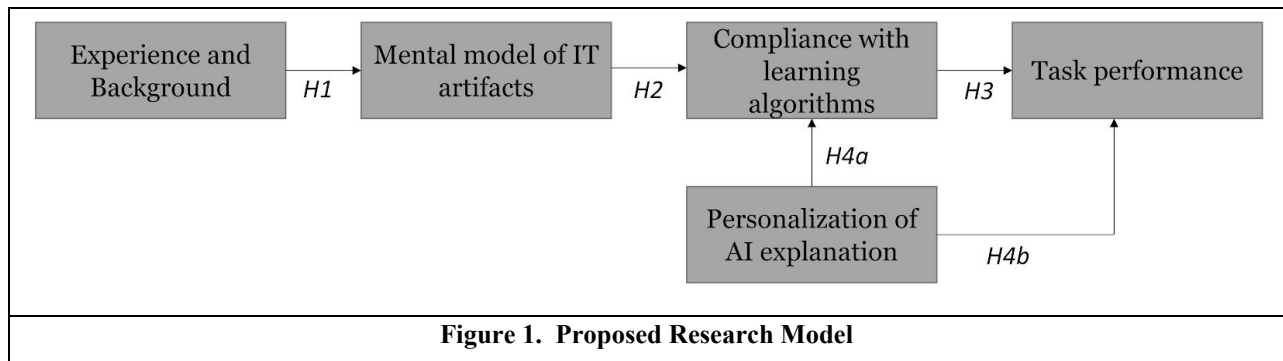 Experience and
Background
H1
Mental model of IT
artifacts
H2
Compliance with
learning
algorithms
H3
Task performance
H4a
Personalization of
AI explanation
H4b
Figure 1. Proposed Research Model